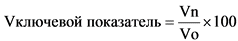 Vключевой показатель = Vn / Vo × 100